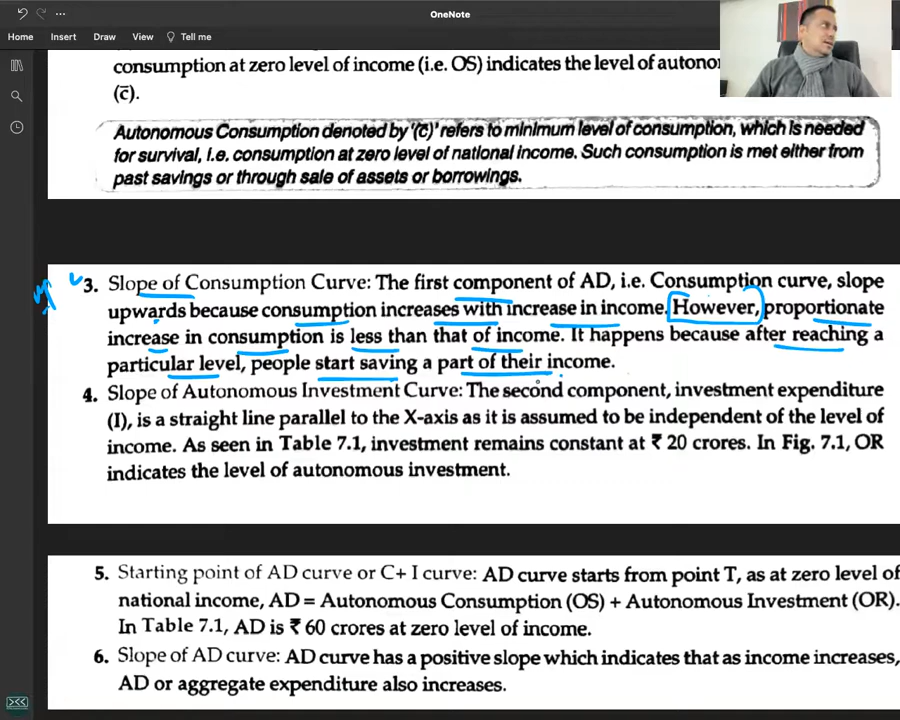 OneNote
Home Insert Draw View Tell me
consumption at zero level of income (i.e. OS) indicates the level of
(c̄).
Autonomous Consumption denoted by '(c̄)' refers to minimum level of consumption, which is needed
for survival, i.e. consumption at zero level of national income. Such consumption is met either from
past savings or through sale of assets or borrowings.
3. Slope of Consumption Curve: The first component of AD, i.e. Consumption curve, slope
upwards because consumption increases with increase in income. However, proportionate
increase in consumption is less than that of income. It happens because after reaching a
particular level, people start saving a part of their income.
4. Slope of Autonomous Investment Curve: The second component, investment expenditure
(I), is a straight line parallel to the X-axis as it is assumed to be independent of the level of
income. As seen in Table 7.1, investment remains constant at ₹ 20 crores. In Fig. 7.1, OR
indicates the level of autonomous investment.
5. Starting point of AD curve or C+ I curve: AD curve starts from point T, as at zero level of
national income, AD = Autonomous Consumption (OS) + Autonomous Investment (OR).
In Table 7.1, AD is ₹ 60 crores at zero level of income.
6. Slope of AD curve: AD curve has a positive slope which indicates that as income increases,
AD or aggregate expenditure also increases.